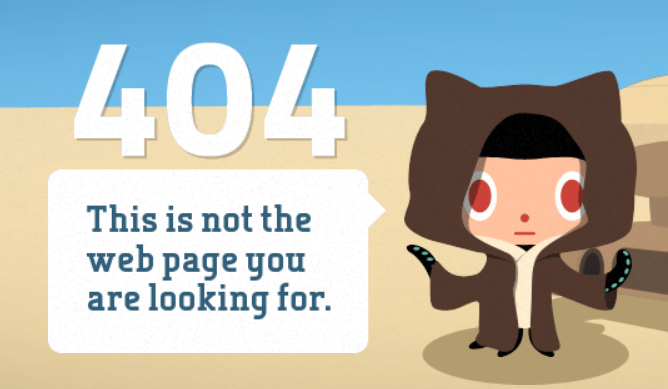 404
This is not the
web page you
are looking for.